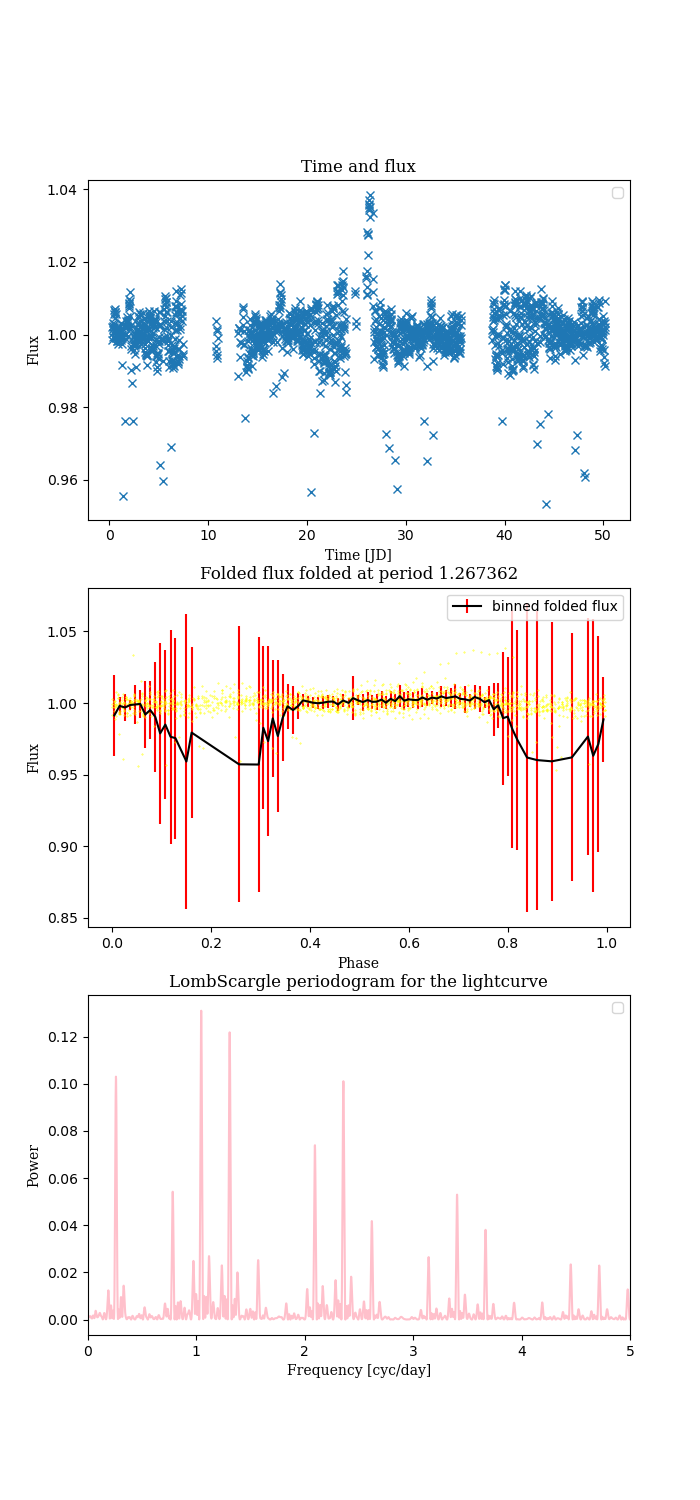 Time and flux
1.04
1.02
1.00
0.98
0.96
Flux
0 10 20 30 40 50
Time [JD]
Folded flux folded at period 1.267362
binned folded flux
1.05
1.00
0.95
0.90
0.85
Flux
0.0 0.2 0.4 0.6 0.8 1.0
Phase
LombScargle periodogram for the lightcurve
0.12
0.10
0.08
0.06
0.04
0.02
0.00
Power
0 1 2 3 4 5
Frequency [cyc/day]